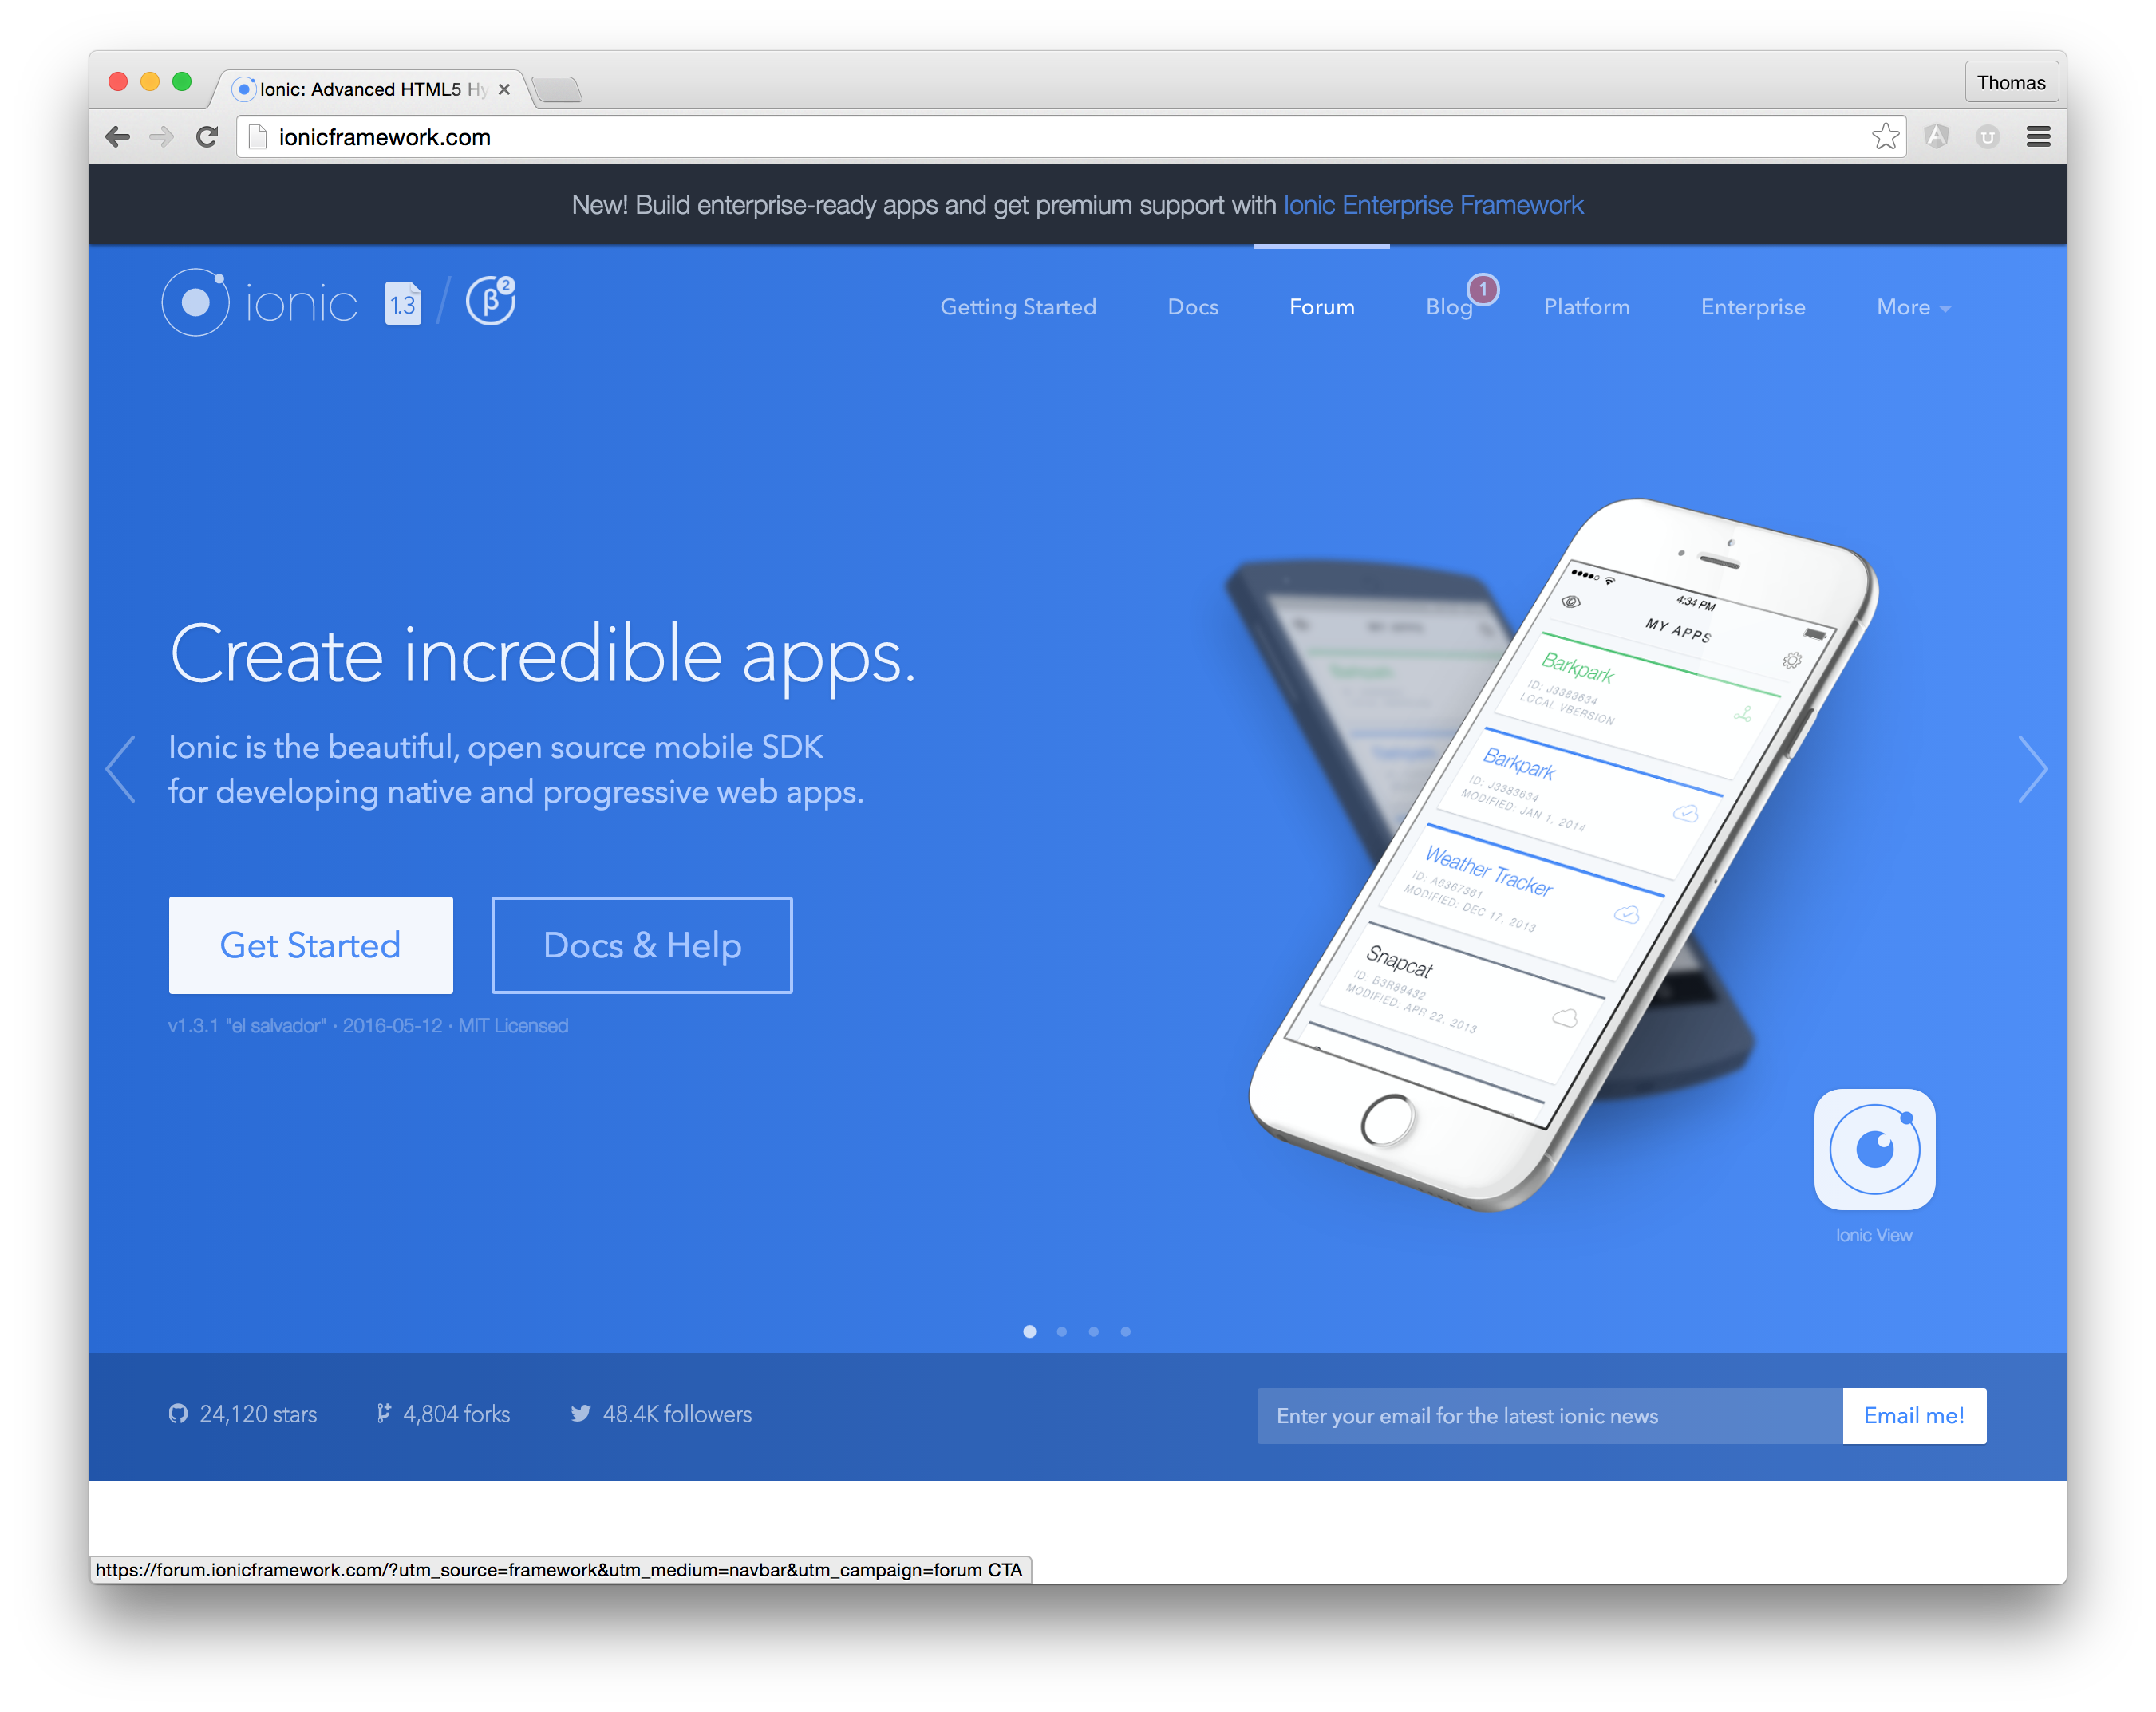 Ionic: Advanced HTML5 Hy
Thomas
ionicframework.com
New! Build enterprise-ready apps and get premium support with Ionic Enterprise Framework
ionic 1.3 / β 2
Getting Started Docs Forum Blog 1 Platform Enterprise More
Create incredible apps.
Ionic is the beautiful, open source mobile SDK
for developing native and progressive web apps.
Get Started Docs & Help
v1.3.1 "el salvador" · 2016-05-12 · MIT Licensed
4:34 PM
MY APPS
Barkpark
ID: J3383634
LOCAL VBERSION
Barkpark
ID: J3383634
MODIFIED: JAN 1, 2014
Weather Tracker
ID: A6367361
MODIFIED: DEC 17, 2013
Snapcat
ID: B3R89432
MODIFIED: APR 22, 2013
Ionic View
24,120 stars 4,804 forks 48.4K followers
Enter your email for the latest ionic news Email me!
https://forum.ionicframework.com/?utm_source=framework&utm_medium=navbar&utm_campaign=forum CTA